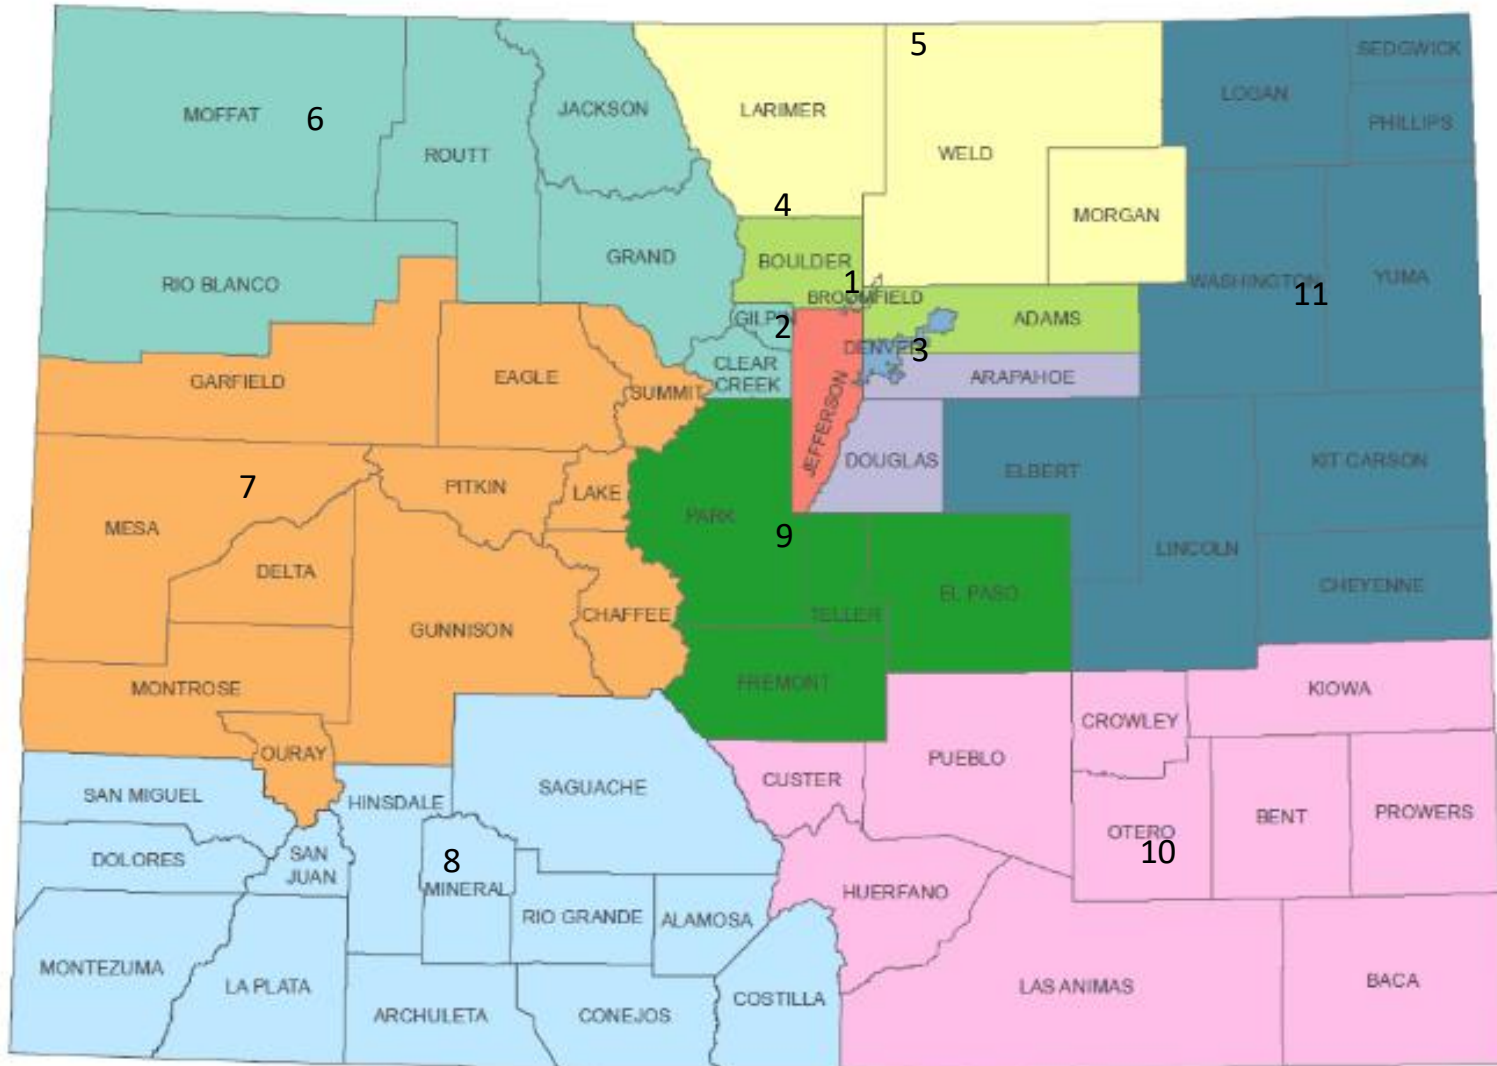 5
SEDGWICK
LOGAN
MOFFAT
6
JACKSON
LARIMER
PHILLIPS
ROUTT
WELD
4
MORGAN
GRAND
BOULDER
RIO BLANCO
1
BROOMFIELD
WASHINGTON
11
YUMA
GILPIN
2
DENVER
3
ADAMS
CLEAR
CREEK
GARFIELD
EAGLE
SUMMIT
ARAPAHOE
JEFFERSON
DOUGLAS
ELBERT
KIT CARSON
7
PITKIN
LAKE
MESA
PARK
9
LINCOLN
DELTA
CHEYENNE
GUNNISON
CHAFFEE
TELLER
EL PASO
MONTROSE
FREMONT
KIOWA
CROWLEY
OURAY
PUEBLO
SAN MIGUEL
HINSDALE
SAGUACHE
CUSTER
PROWERS
BENT
OTERO
10
DOLORES
SAN
JUAN
8
MINERAL
HUERFANO
RIO GRANDE
ALAMOSA
MONTEZUMA
LA PLATA
COSTILLA
LAS ANIMAS
BACA
ARCHULETA
CONEJOS